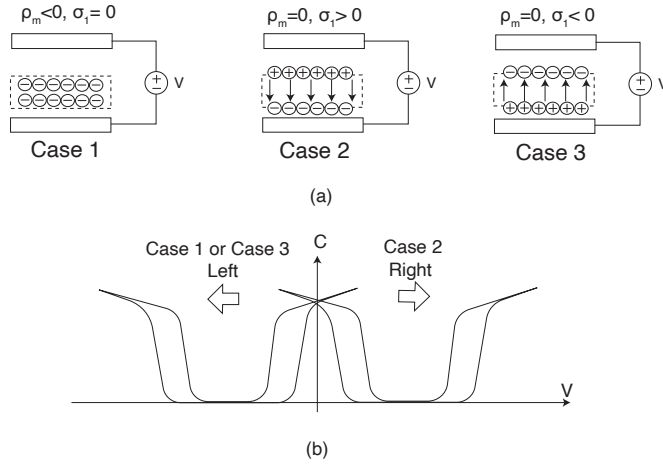 ρm<0, σ1= 0
ρm=0, σ1> 0
ρm=0, σ1< 0
V
V
V
Case 1
Case 2
Case 3
(a)
Case 1 or Case 3
Left
C
Case 2
Right
V
(b)